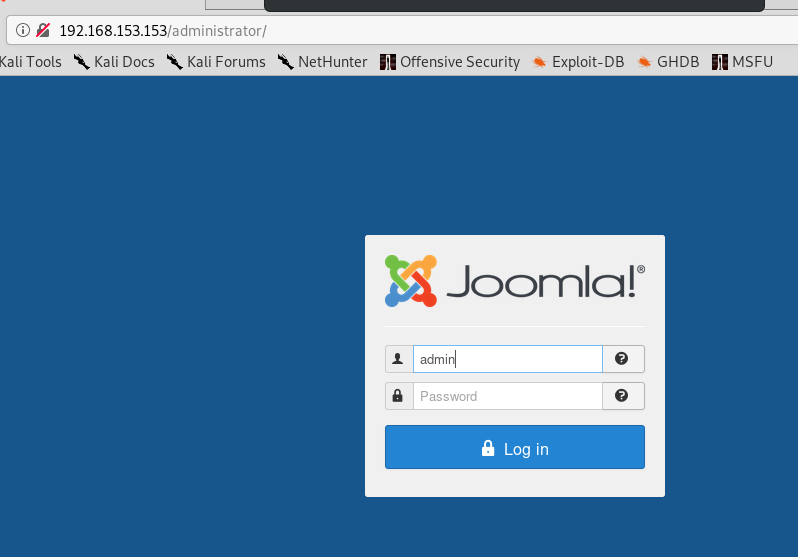 192.168.153.153/administrator/
Kali Tools Kali Docs Kali Forums NetHunter Offensive Security Exploit-DB GHDB MSFU
Joomla!®
admin
Password
Log in